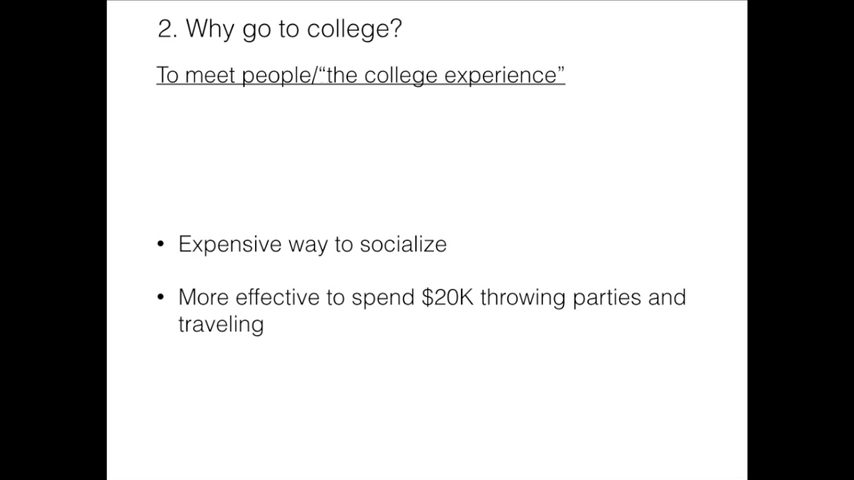 2. Why go to college?
To meet people/“the college experience”
• Expensive way to socialize
• More effective to spend $20K throwing parties and
traveling